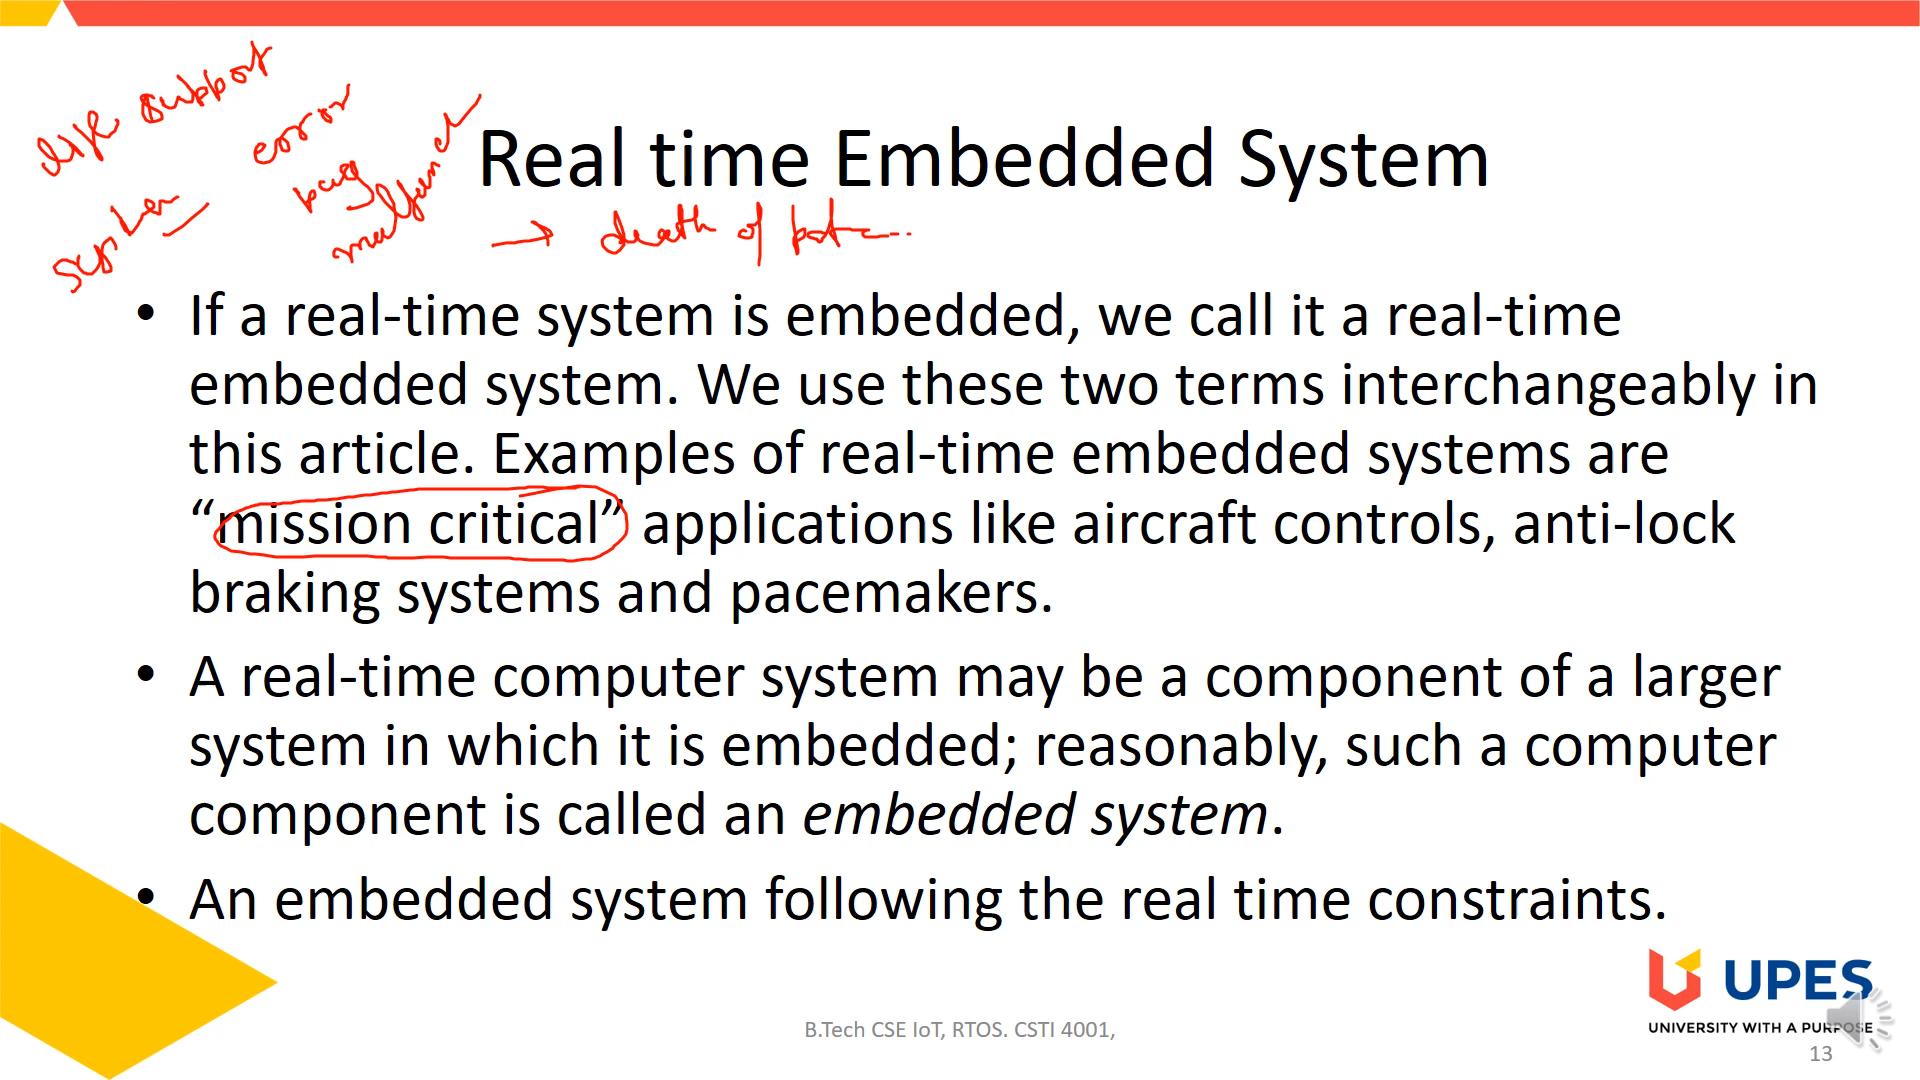 life support
system
error
bug
malfunct
Real time Embedded System
→ death of
• If a real-time system is embedded, we call it a real-time
embedded system. We use these two terms interchangeably in
this article. Examples of real-time embedded systems are
“mission critical” applications like aircraft controls, anti-lock
braking systems and pacemakers.
• A real-time computer system may be a component of a larger
system in which it is embedded; reasonably, such a computer
component is called an embedded system.
• An embedded system following the real time constraints.
UPES
UNIVERSITY WITH A PURPOSE
B.Tech CSE IoT, RTOS. CSTI 4001,
13